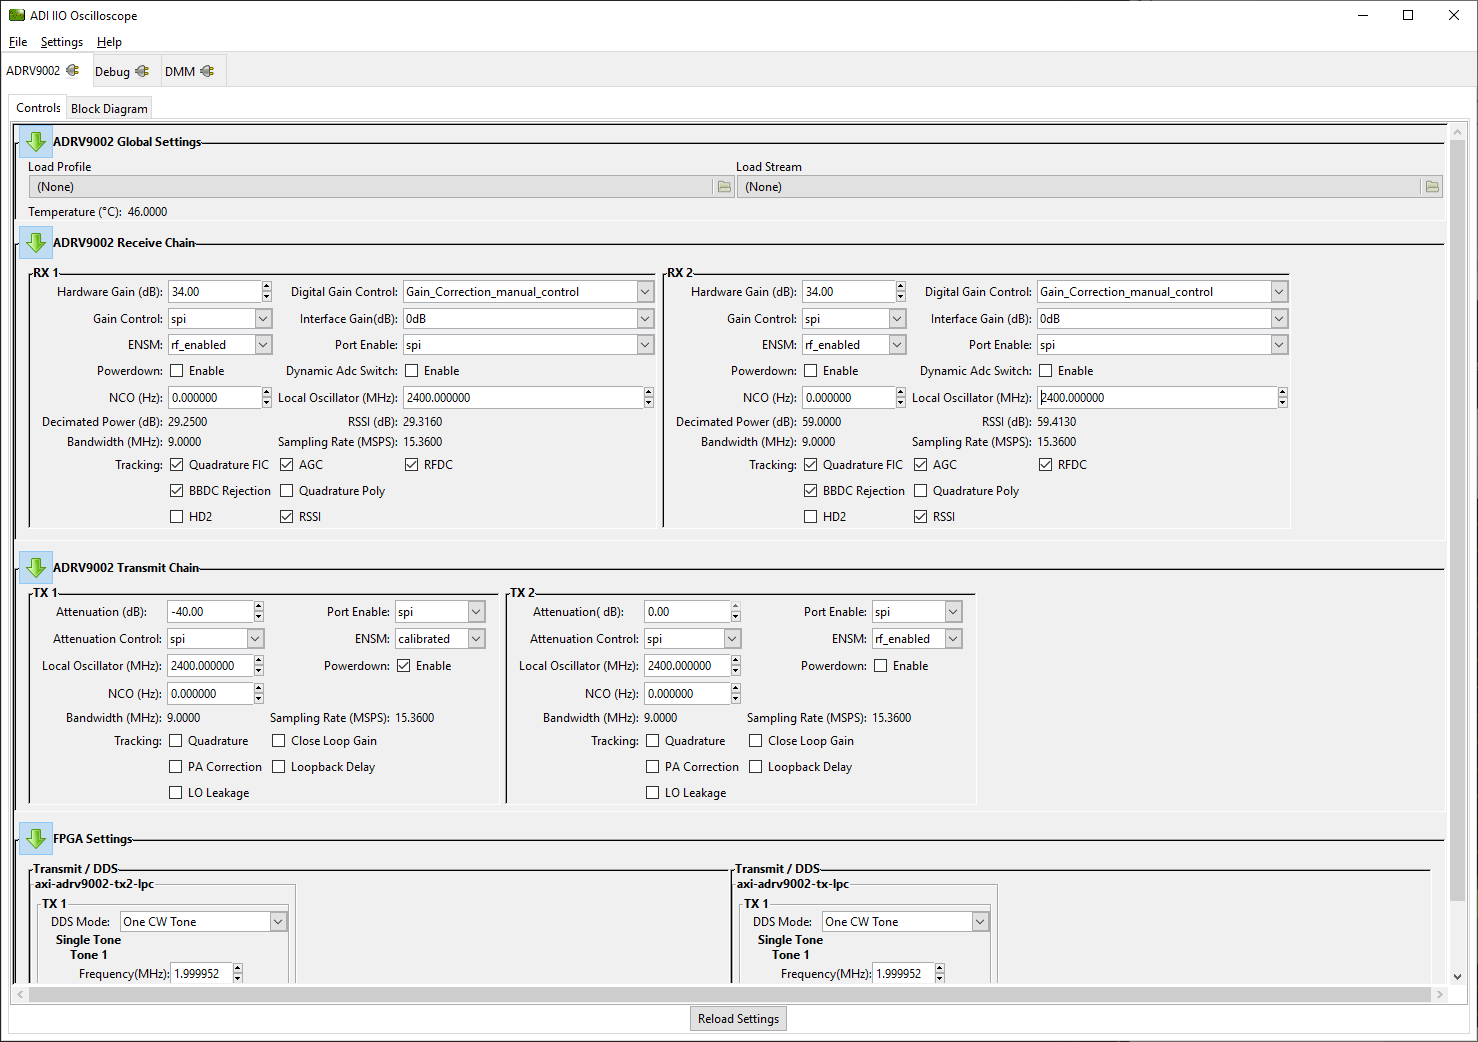 ADI IIO Oscilloscope
File Settings Help
ADRV9002 Debug DMM
Controls Block Diagram
ADRV9002 Global Settings
Load Profile Load Stream
(None) (None)
Temperature (°C): 46.0000
ADRV9002 Receive Chain
RX 1 RX 2
Hardware Gain (dB): 34.00 Digital Gain Control: Gain_Correction_manual_control Hardware Gain (dB): 34.00 Digital Gain Control: Gain_Correction_manual_control
Gain Control: spi Interface Gain(dB): 0dB Gain Control: spi Interface Gain (dB): 0dB
ENSM: rf_enabled Port Enable: spi ENSM: rf_enabled Port Enable: spi
Powerdown: Enable Dynamic Adc Switch: Enable Powerdown: Enable Dynamic Adc Switch: Enable
NCO (Hz): 0.000000 Local Oscillator (MHz): 2400.000000 NCO (Hz): 0.000000 Local Oscillator (MHz): 2400.000000
Decimated Power (dB): 29.2500 RSSI (dB): 29.3160 Decimated Power (dB): 59.0000 RSSI (dB): 59.4130
Bandwidth (MHz): 9.0000 Sampling Rate (MSPS): 15.3600 Bandwidth (MHz): 9.0000 Sampling Rate (MSPS): 15.3600
Tracking: Quadrature FIC AGC RFDC Tracking: Quadrature FIC AGC RFDC
BBDC Rejection Quadrature Poly BBDC Rejection Quadrature Poly
HD2 RSSI HD2 RSSI
ADRV9002 Transmit Chain
TX 1 TX 2
Attenuation (dB): -40.00 Port Enable: spi Attenuation( dB): 0.00 Port Enable: spi
Attenuation Control: spi ENSM: calibrated Attenuation Control: spi ENSM: rf_enabled
Local Oscillator (MHz): 2400.000000 Powerdown: Enable Local Oscillator (MHz): 2400.000000 Powerdown: Enable
NCO (Hz): 0.000000 NCO (Hz): 0.000000
Bandwidth (MHz): 9.0000 Sampling Rate (MSPS): 15.3600 Bandwidth (MHz): 9.0000 Sampling Rate (MSPS): 15.3600
Tracking: Quadrature Close Loop Gain Tracking: Quadrature Close Loop Gain
PA Correction Loopback Delay PA Correction Loopback Delay
LO Leakage LO Leakage
FPGA Settings
Transmit / DDS Transmit / DDS
axi-adrv9002-tx2-lpc axi-adrv9002-tx-lpc
TX 1 TX 1
DDS Mode: One CW Tone DDS Mode: One CW Tone
Single Tone Single Tone
Tone 1 Tone 1
Frequency(MHz): 1.999952 Frequency(MHz): 1.999952
Reload Settings